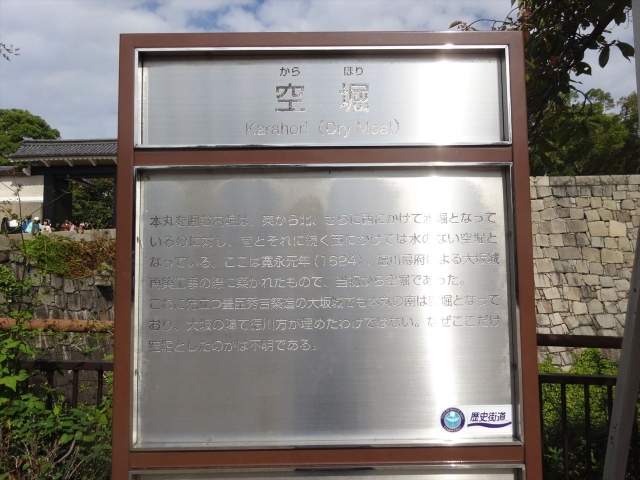 から ほり
空 堀
Karahori (Dry Moat)
本丸を囲む内堀は、東から北、さらに西にかけて水堀となって
いるのに対し、南とそれに続く西にかけては水のない空堀と
なっている。ここは寛永元年(1624)、徳川幕府による大坂城
再築工事の際に築かれたもので、当初から空堀であった。
これに先立つ豊臣秀吉築造の大坂城でも本丸の南は空堀となって
おり、大坂の陣で徳川方が埋めたわけではない。なぜここだけ
空堀としたのかは不明である。
歴史街道